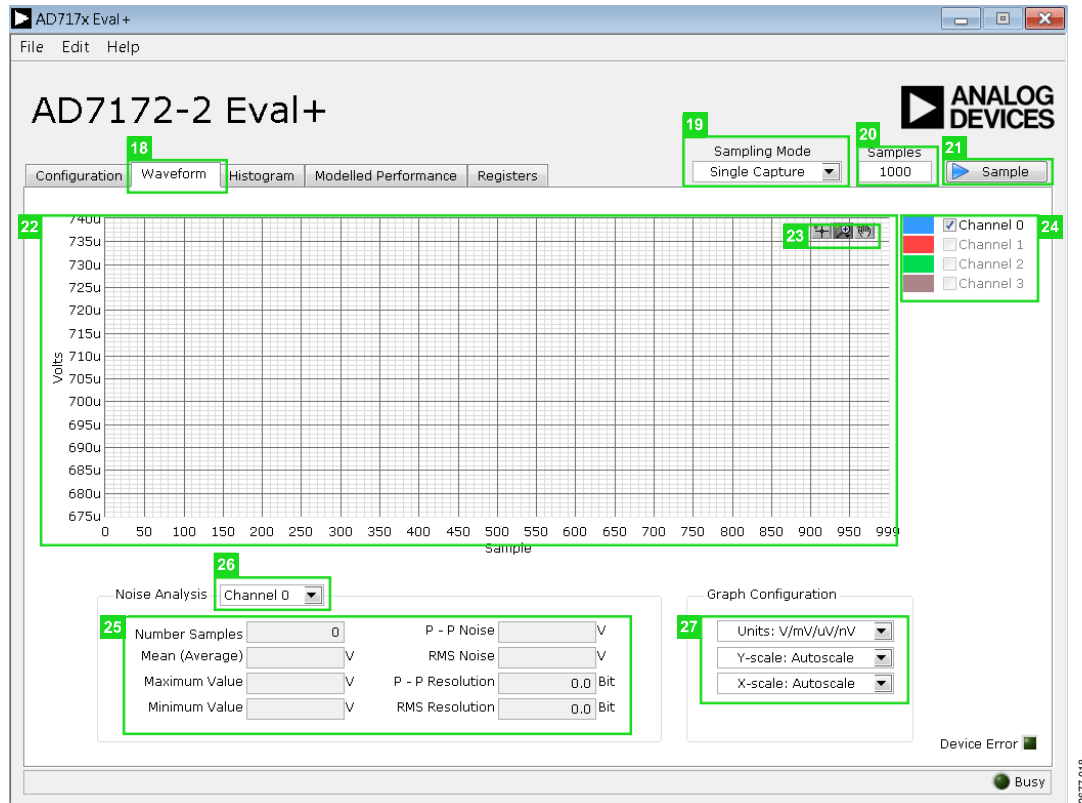 AD717x Eval+
File Edit Help
AD7172-2 Eval+
ANALOG
DEVICES
18
19
20
21
Sampling Mode
Samples
Configuration Waveform Histogram Modelled Performance Registers
Single Capture
1000
Sample
22
23
24
Channel 0
Channel 1
Channel 2
Channel 3
740u
735u
730u
725u
720u
715u
710u
705u
700u
695u
690u
685u
680u
675u
Volts
0 50 100 150 200 250 300 350 400 450 500 550 600 650 700 750 800 850 900 950 999
Sample
26
Noise Analysis Channel 0
25
Number Samples 0
Mean (Average) V
Maximum Value V
Minimum Value V
P - P Noise V
RMS Noise V
P - P Resolution 0.0 Bit
RMS Resolution 0.0 Bit
Graph Configuration
27
Units: V/mV/uV/nV
Y-scale: Autoscale
X-scale: Autoscale
Device Error
Busy